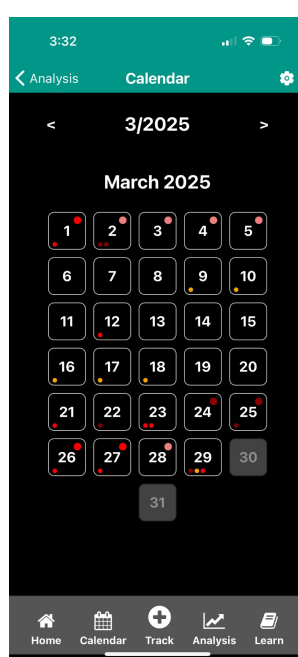 3:32
Analysis Calendar
< 3/2025 >
March 2025
1 2 3 4 5
6 7 8 9 10
11 12 13 14 15
16 17 18 19 20
21 22 23 24 25
26 27 28 29 30
31
Home Calendar Track Analysis Learn